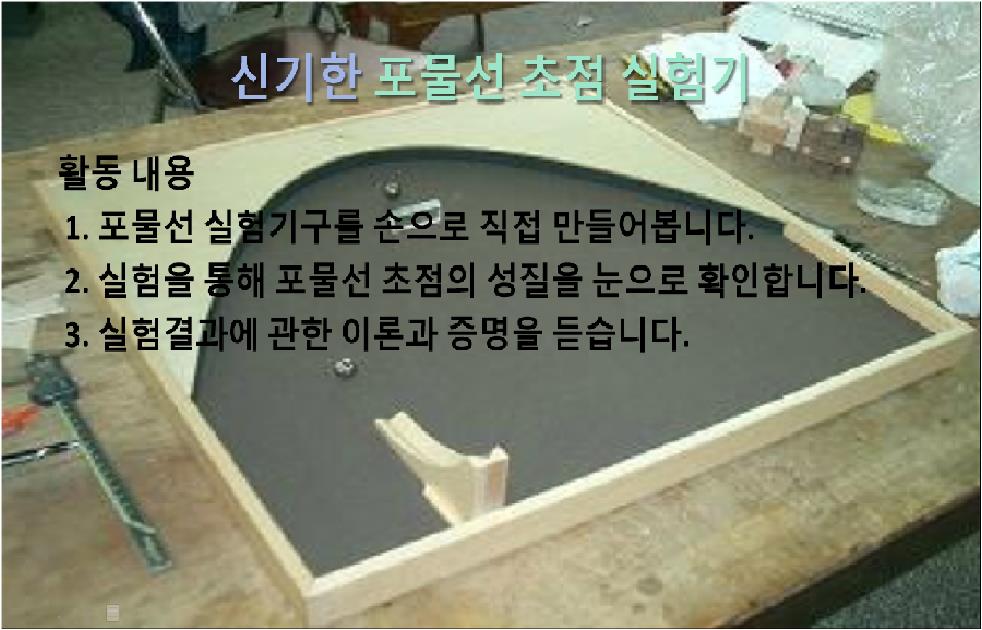 신기한 포물선 초점 실험기
활동 내용
1. 포물선 실험기구를 손으로 직접 만들어봅니다.
2. 실험을 통해 포물선 초점의 성질을 눈으로 확인합니다.
3. 실험결과에 관한 이론과 증명을 듣습니다.